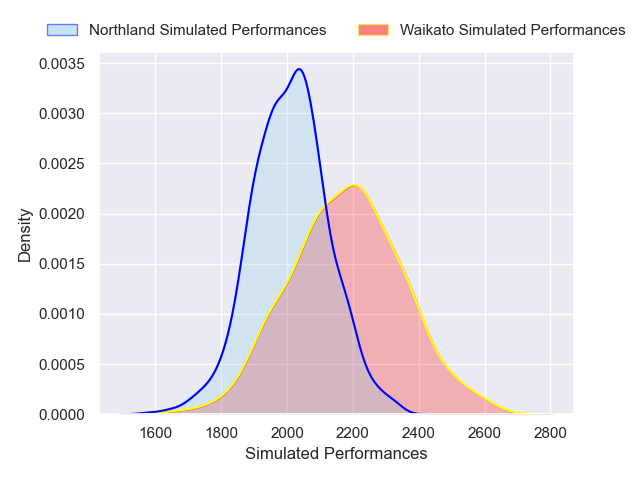 Northland Simulated Performances
Waikato Simulated Performances
0.0035
0.0030
0.0025
0.0020
0.0015
0.0010
0.0005
0.0000
Density
1600 1800 2000 2200 2400 2600 2800
Simulated Performances